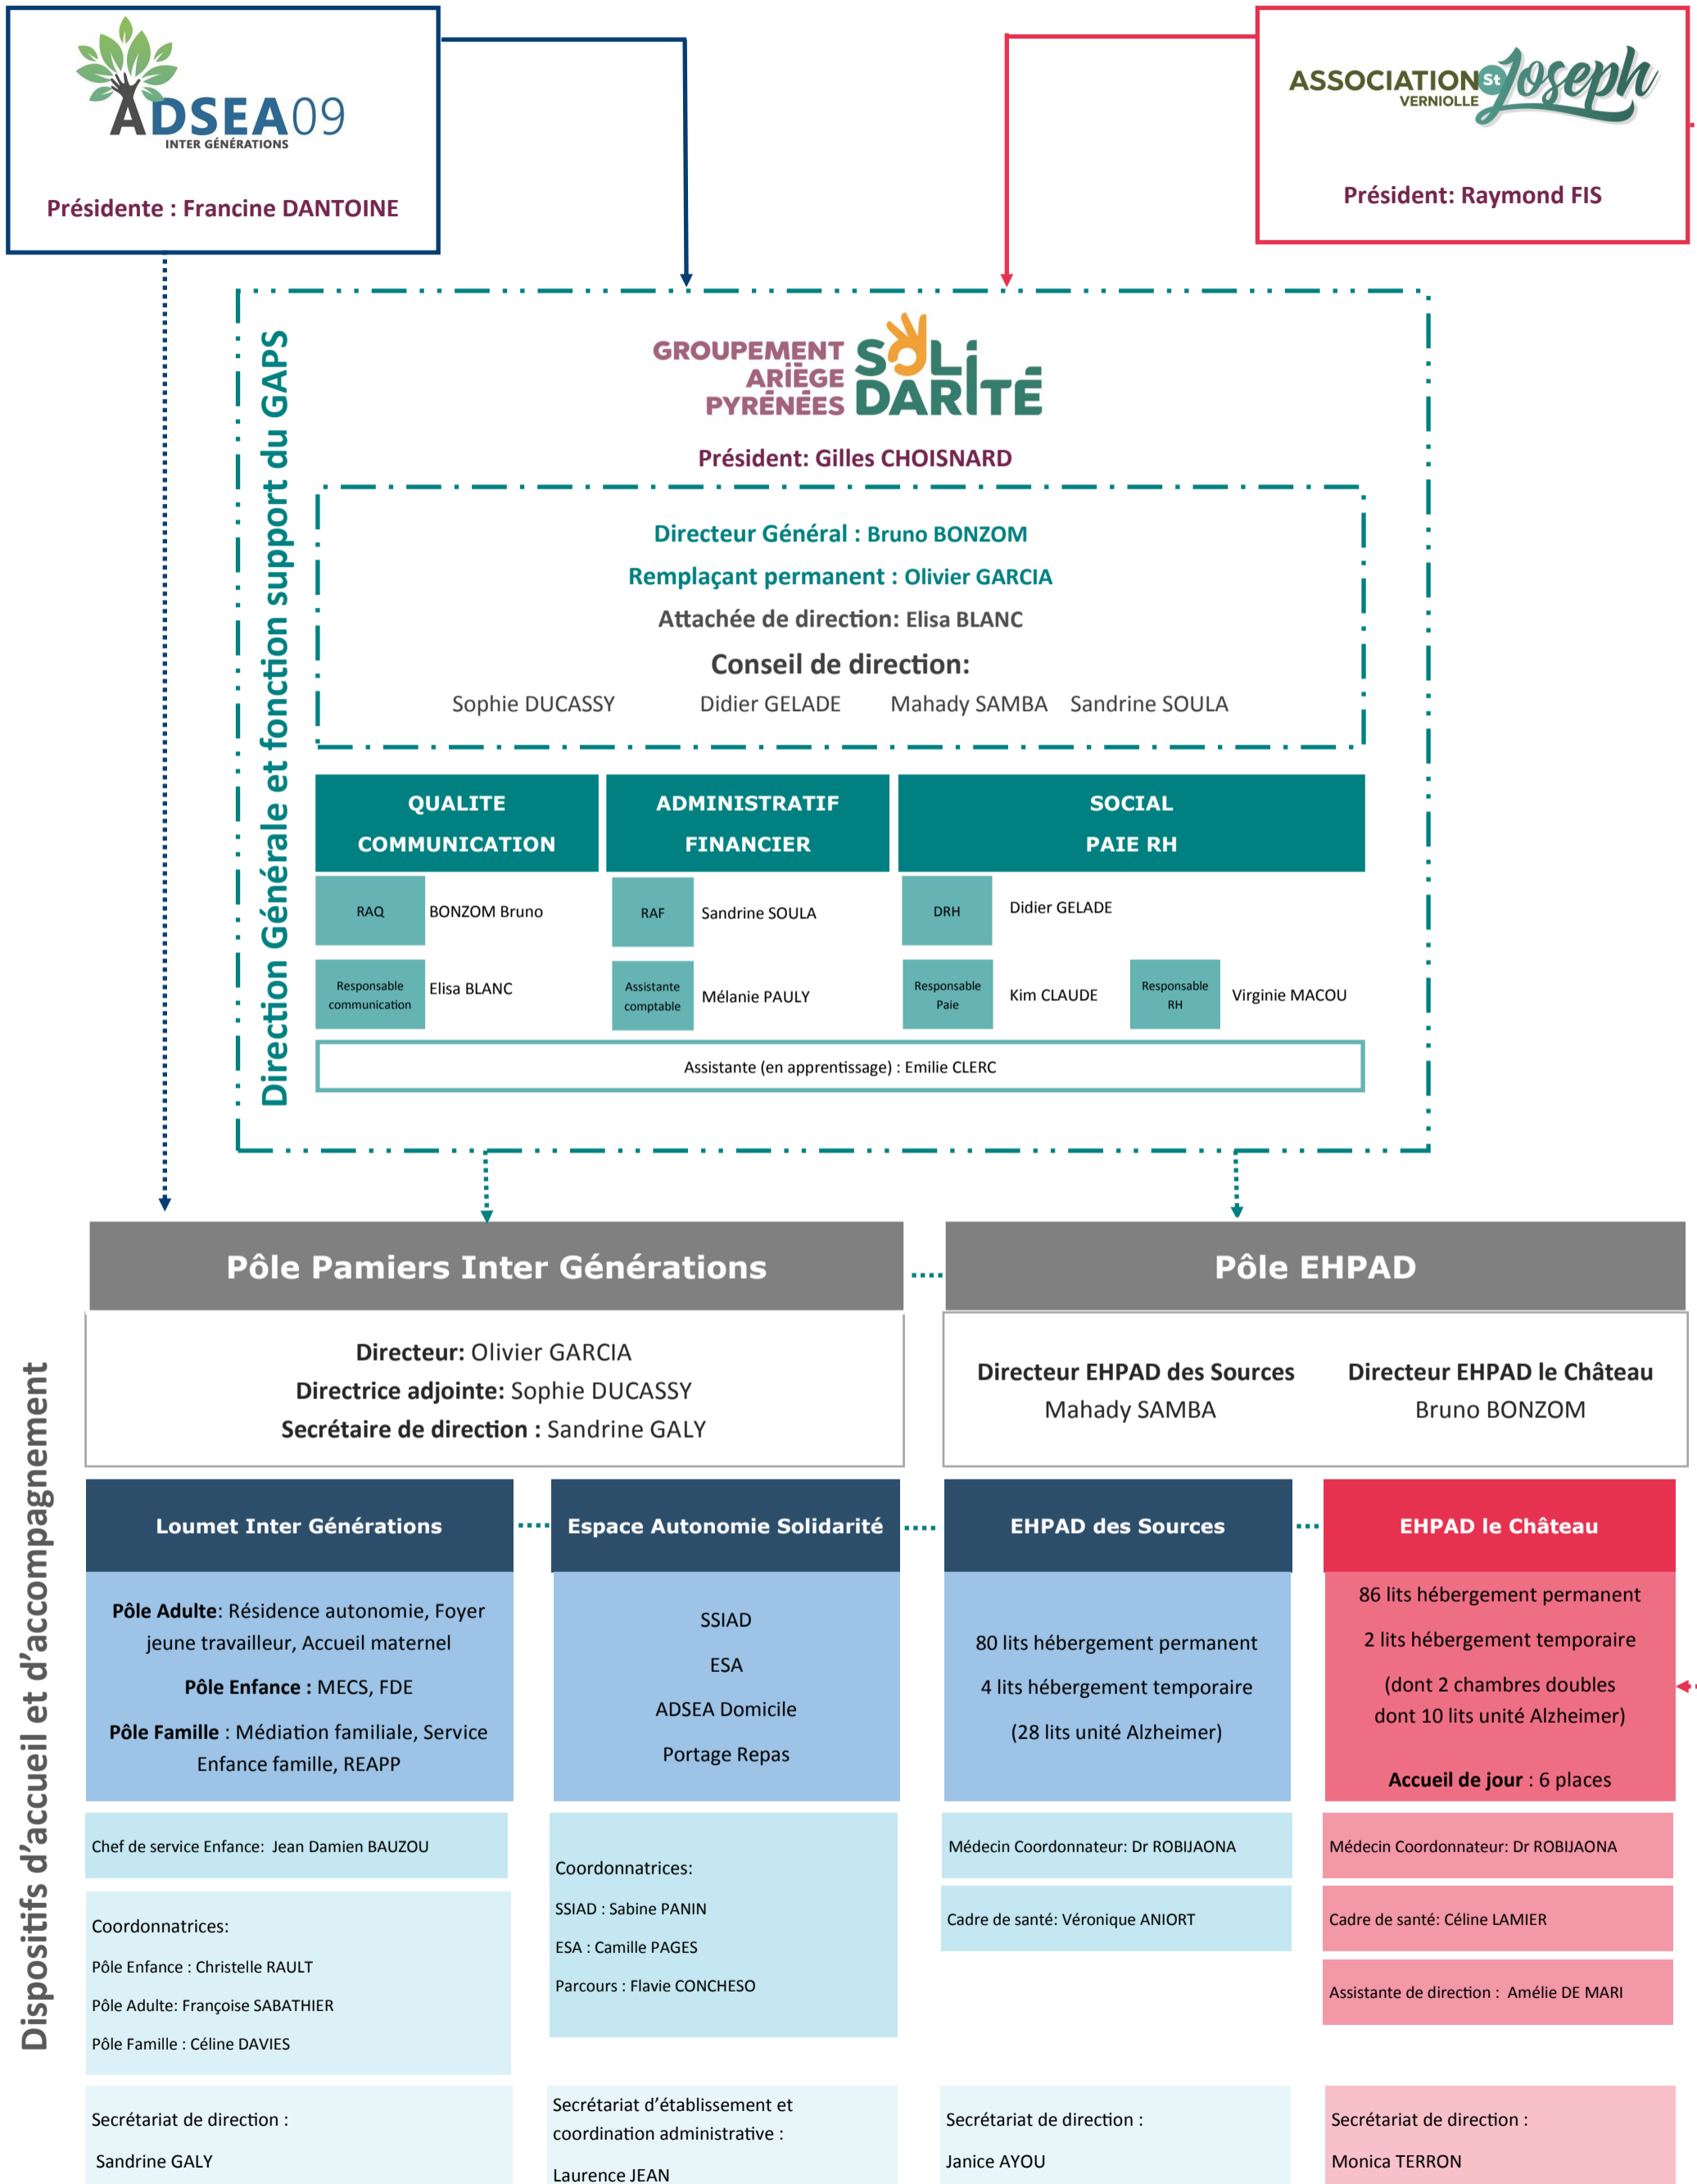 ADSEA09
INTER GÉNÉRATIONS
Présidente : Francine DANTOINE
ASSOCIATION St Joseph
VERNIOLLE
Président: Raymond FIS
Direction Générale et fonction support du GAPS
GROUPEMENT
ARIÈGE
PYRÉNÉES
SOLI
DARITÉ
Président: Gilles CHOISNARD
Directeur Général : Bruno BONZOM
Remplaçant permanent : Olivier GARCIA
Attachée de direction: Elisa BLANC
Conseil de direction:
Sophie DUCASSY Didier GELADE Mahady SAMBA Sandrine SOULA
QUALITE
COMMUNICATION
ADMINISTRATIF
FINANCIER
SOCIAL
PAIE RH
RAQ BONZOM Bruno
RAF Sandrine SOULA
DRH Didier GELADE
Responsable
communication
Elisa BLANC
Assistante
comptable
Mélanie PAULY
Responsable
Paie
Kim CLAUDE
Responsable
RH
Virginie MACOU
Assistante (en apprentissage) : Emilie CLERC
Dispositifs d'accueil et d'accompagnement
Pôle Pamiers Inter Générations
Directeur: Olivier GARCIA
Directrice adjointe: Sophie DUCASSY
Secrétaire de direction : Sandrine GALY
Pôle EHPAD
Directeur EHPAD des Sources
Mahady SAMBA
Directeur EHPAD le Château
Bruno BONZOM
Loumet Inter Générations
Pôle Adulte: Résidence autonomie, Foyer
jeune travailleur, Accueil maternel
Pôle Enfance : MECS, FDE
Pôle Famille : Médiation familiale, Service
Enfance famille, REAPP
Chef de service Enfance: Jean Damien BAUZOU
Coordonnatrices:
Pôle Enfance : Christelle RAULT
Pôle Adulte: Françoise SABATHIER
Pôle Famille : Céline DAVIES
Secrétariat de direction :
Sandrine GALY
Espace Autonomie Solidarité
SSIAD
ESA
ADSEA Domicile
Portage Repas
Coordonnatrices:
SSIAD : Sabine PANIN
ESA : Camille PAGES
Parcours : Flavie CONCHESO
Secrétariat d'établissement et
coordination administrative :
Laurence JEAN
EHPAD des Sources
80 lits hébergement permanent
4 lits hébergement temporaire
(28 lits unité Alzheimer)
Médecin Coordonnateur: Dr ROBIJAONA
Cadre de santé: Véronique ANIORT
Secrétariat de direction :
Janice AYOU
EHPAD le Château
86 lits hébergement permanent
2 lits hébergement temporaire
(dont 2 chambres doubles
dont 10 lits unité Alzheimer)
Accueil de jour : 6 places
Médecin Coordonnateur: Dr ROBIJAONA
Cadre de santé: Céline LAMIER
Assistante de direction : Amélie DE MARI
Secrétariat de direction :
Monica TERRON